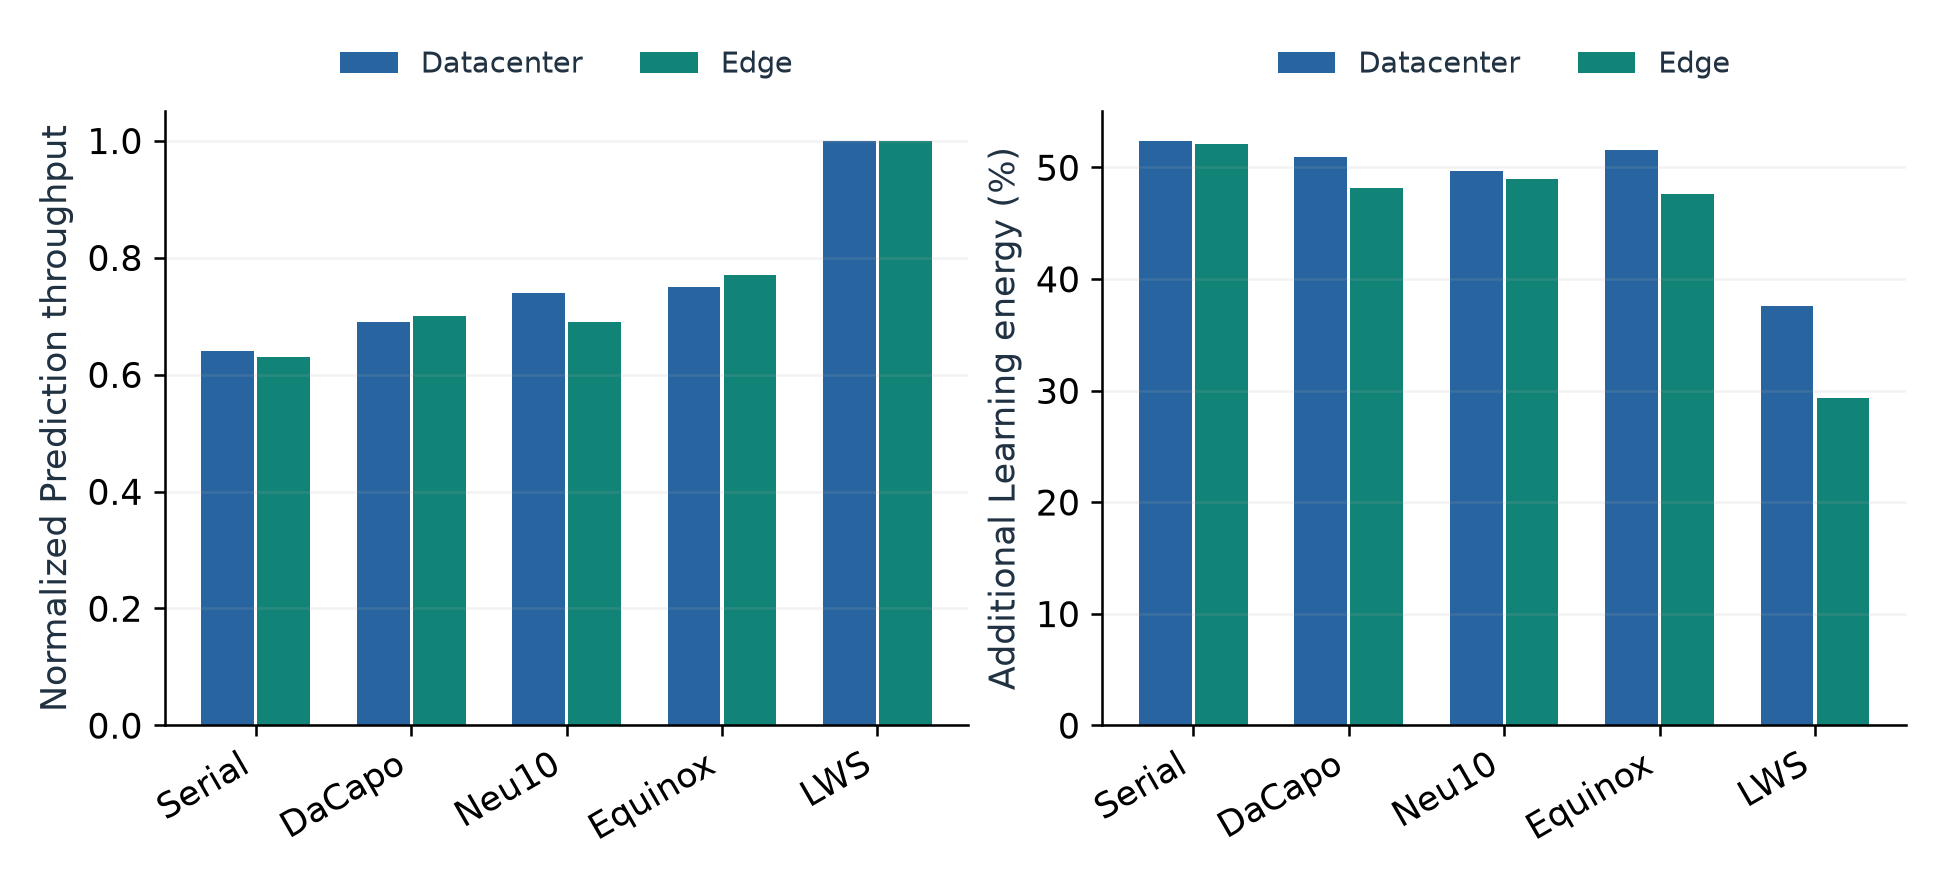 Datacenter Edge
Normalized Prediction throughput
1.0
0.8
0.6
0.4
0.2
0.0
Serial DaCapo Neu10 Equinox LWS
Datacenter Edge
Additional Learning energy (%)
50
40
30
20
10
0
Serial DaCapo Neu10 Equinox LWS